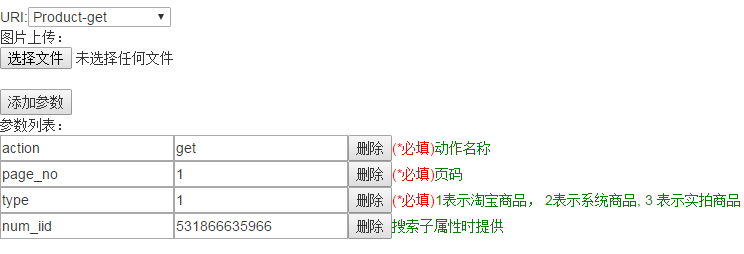 URI: Product-get
图片上传：
选择文件 未选择任何文件
添加参数
参数列表：
action get 删除 (*必填)动作名称
page_no 1 删除 (*必填)页码
type 1 删除 (*必填)1表示淘宝商品， 2表示系统商品, 3 表示实拍商品
num_iid 531866635966 删除 搜索子属性时提供